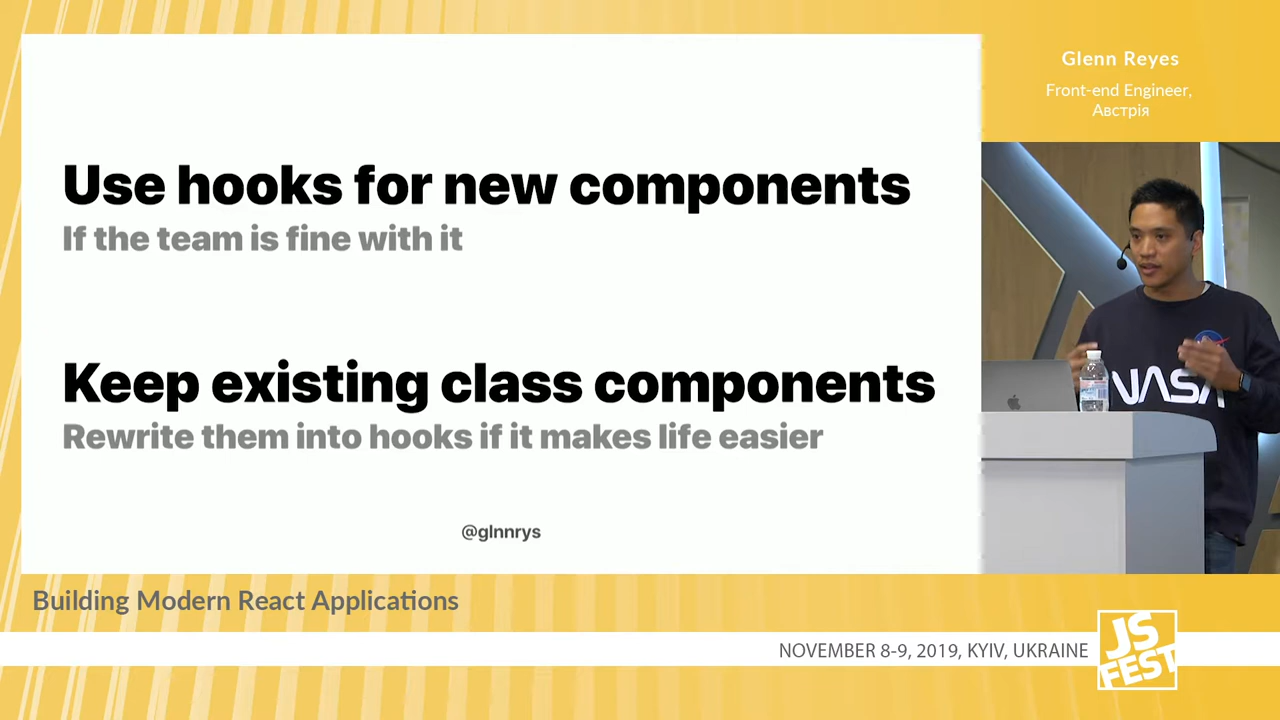 Use hooks for new components
If the team is fine with it
Keep existing class components
Rewrite them into hooks if it makes life easier
@glnnrys
Glenn Reyes
Front-end Engineer,
Австрія
NASA
Building Modern React Applications
NOVEMBER 8-9, 2019, KYIV, UKRAINE
JS
FEST